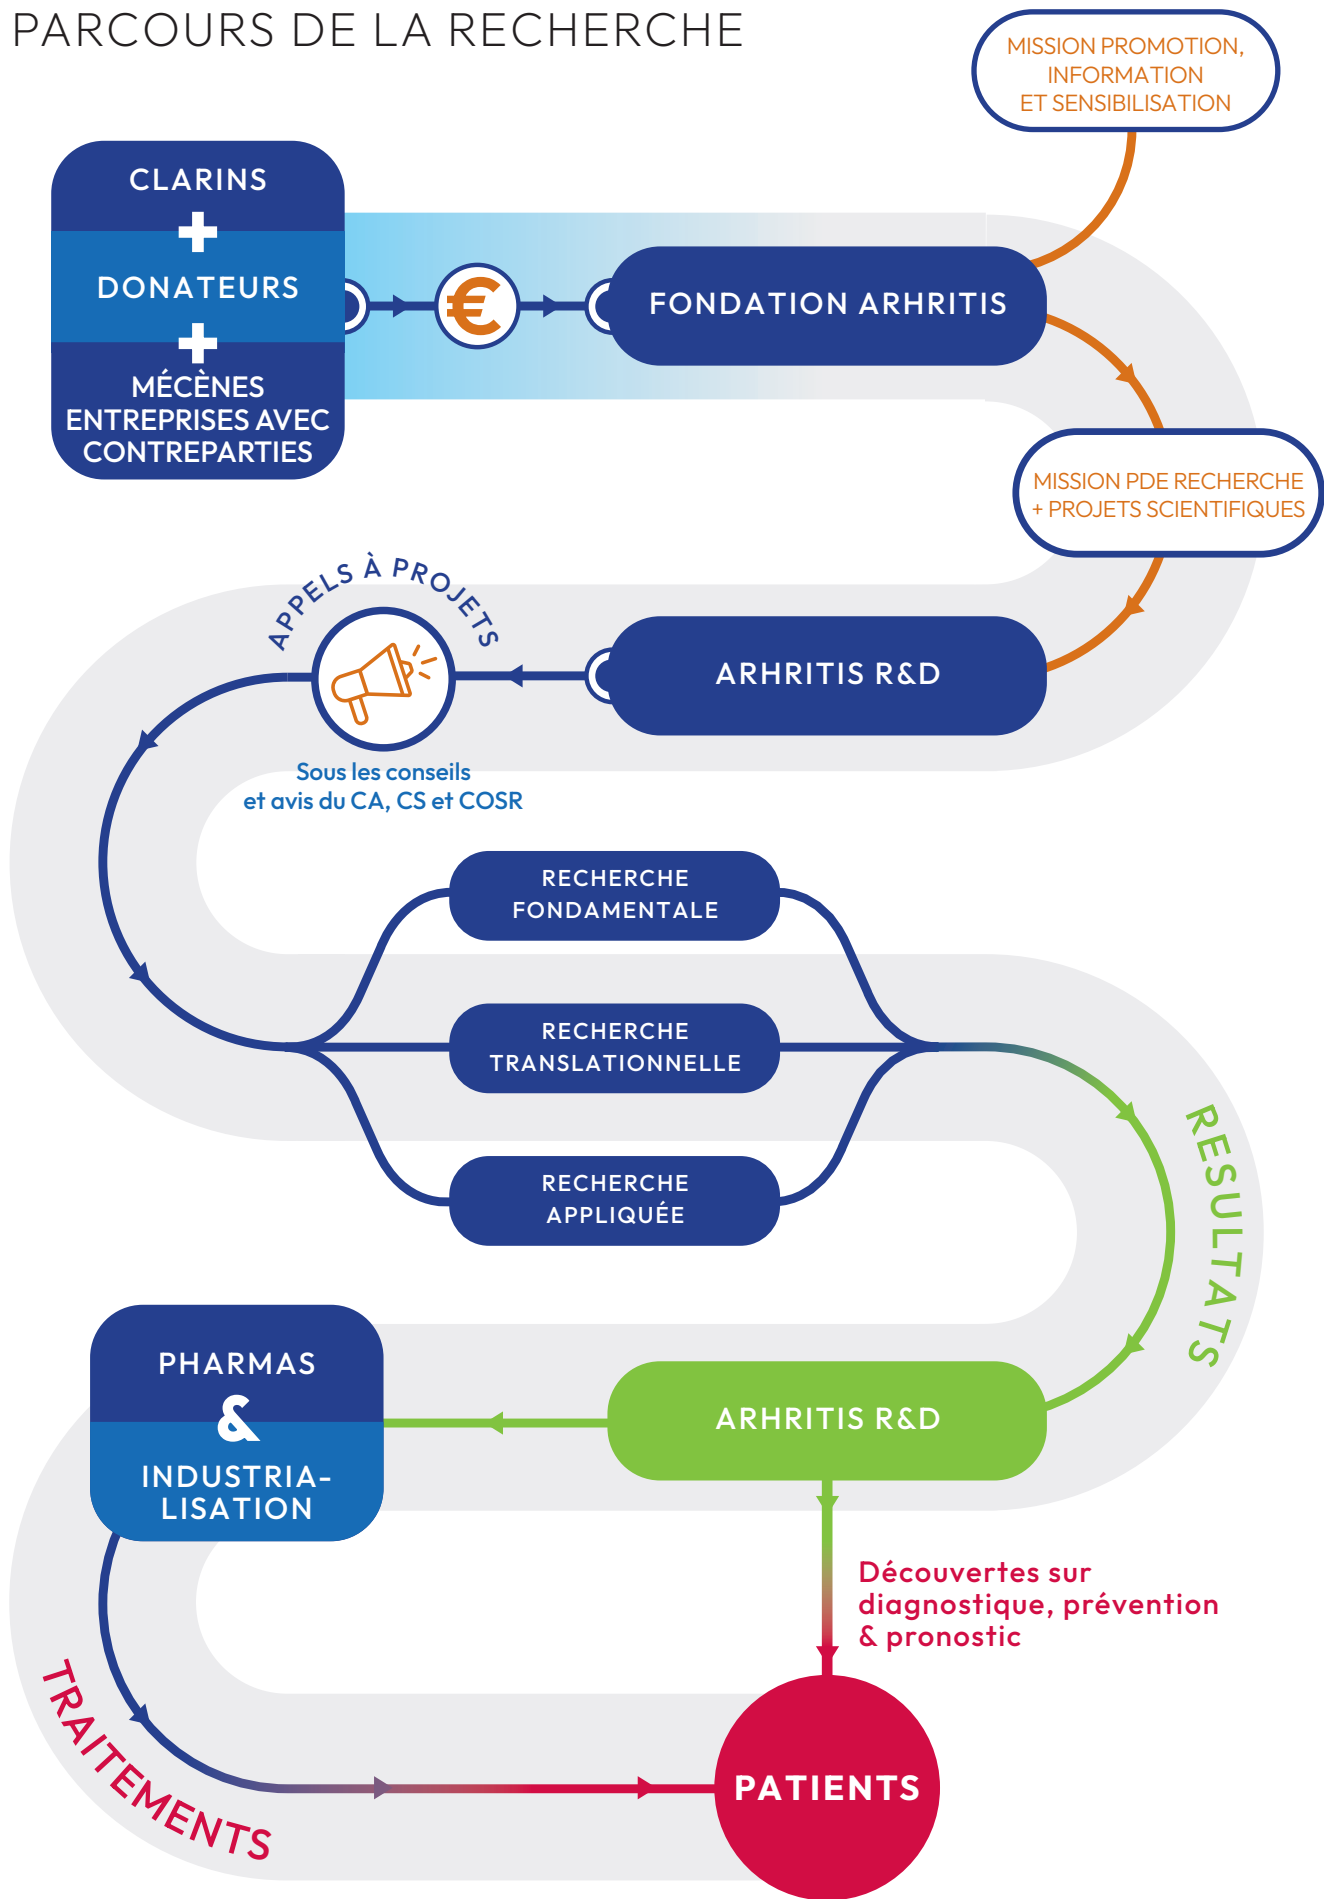 PARCOURS DE LA RECHERCHE
MISSION PROMOTION,
INFORMATION
ET SENSIBILISATION
CLARINS
+
DONATEURS
+
MÉCÈNES
ENTREPRISES AVEC
CONTREPARTIES
€
FONDATION ARHRITIS
MISSION PDE RECHERCHE
+ PROJETS SCIENTIFIQUES
APPELS À PROJETS
ARHRITIS R&D
Sous les conseils
et avis du CA, CS et COSR
RECHERCHE
FONDAMENTALE
RECHERCHE
TRANSLATIONNELLE
RECHERCHE
APPLIQUÉE
RESULTATS
PHARMAS
&
INDUSTRIA-
LISATION
ARHRITIS R&D
Découvertes sur
diagnostique, prévention
& pronostic
TRAITEMENTS
PATIENTS